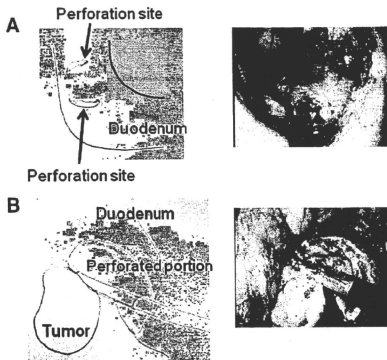 Perforation site
A
Duodenum
Perforation site
B
Duodenum
Perforated portion
Tumor